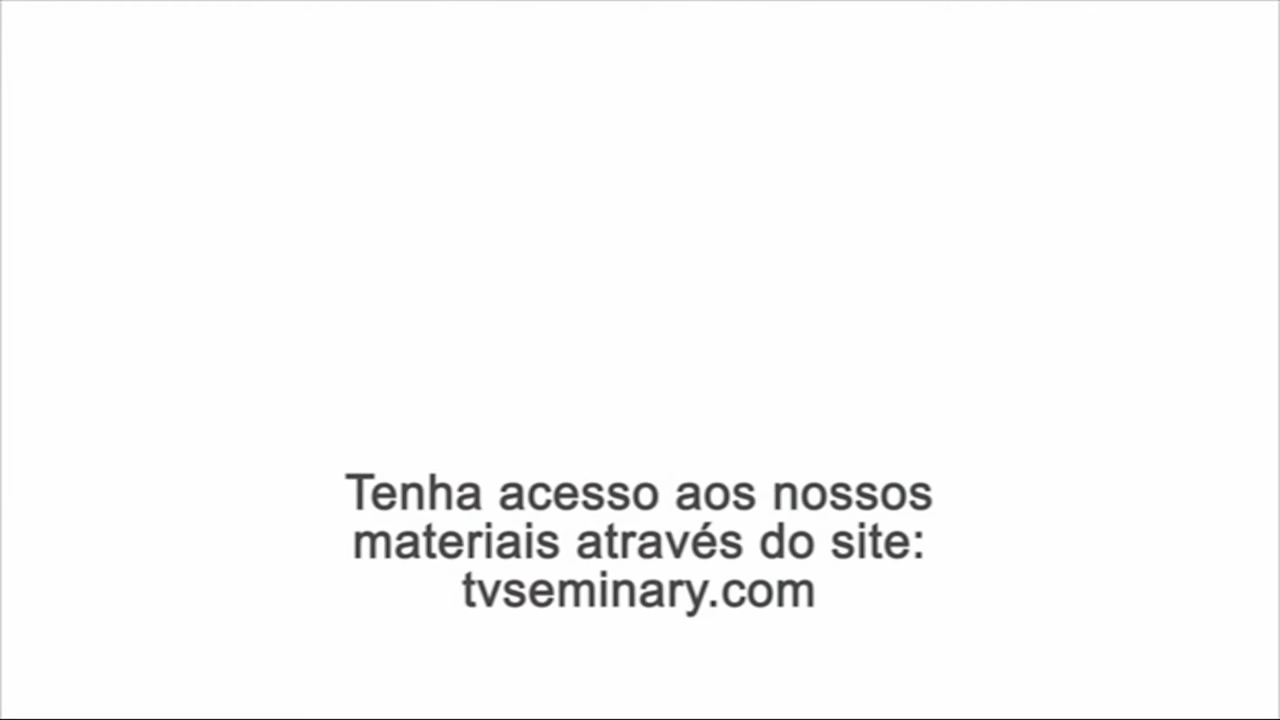 Tenha acesso aos nossos
materiais através do site:
tvseminary.com